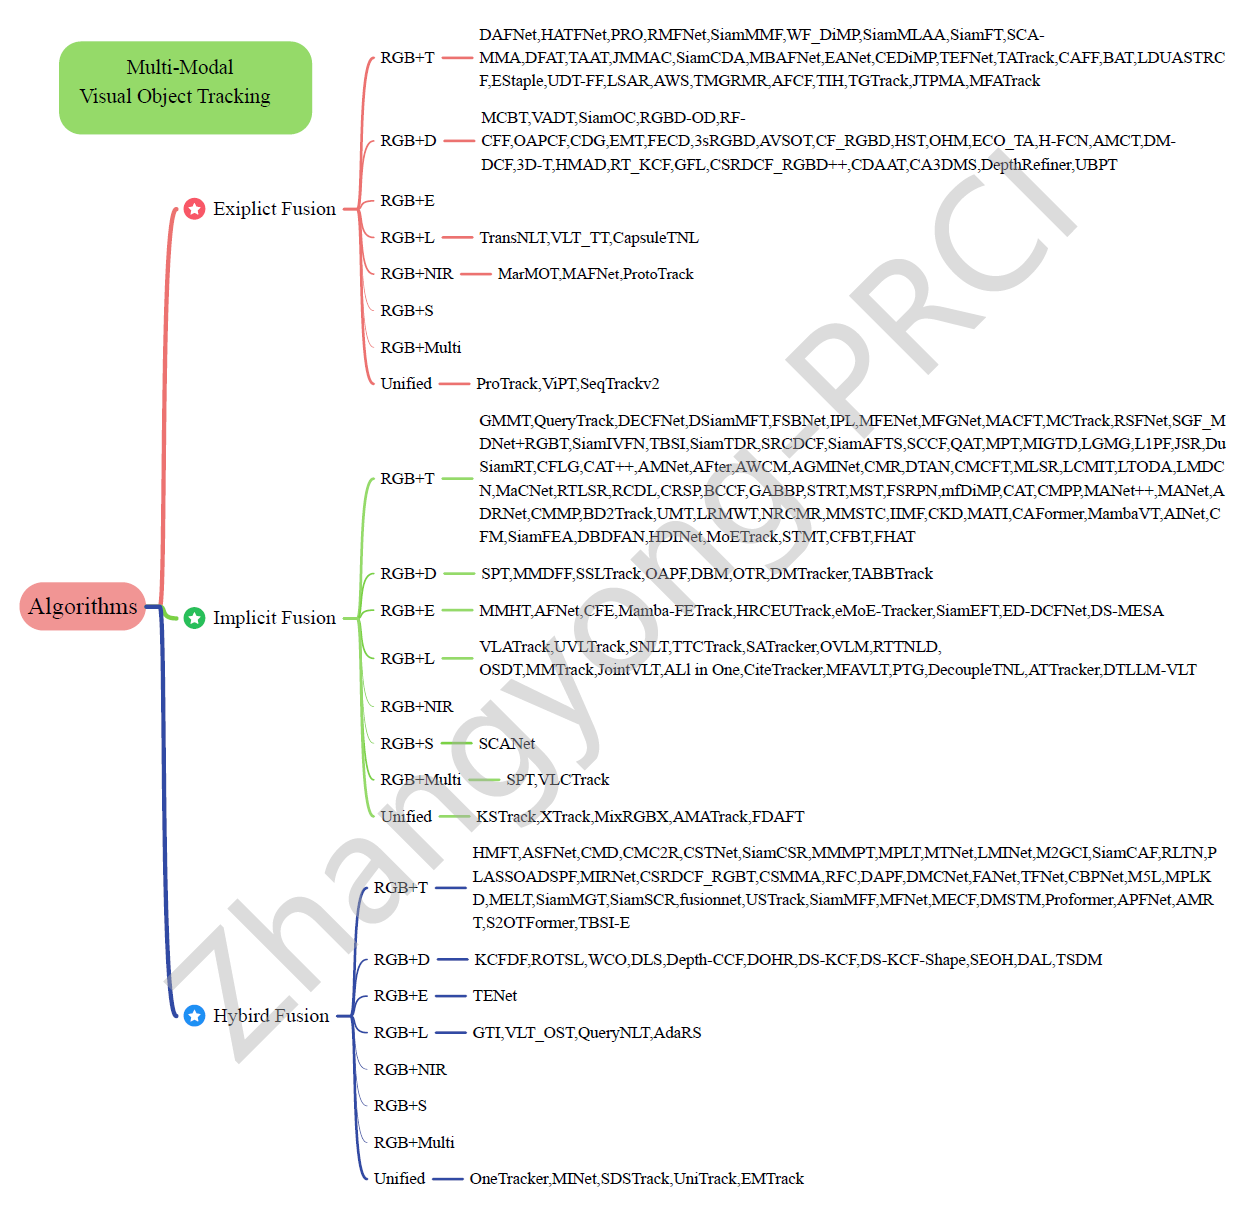 Multi-Modal
Visual Object Tracking
Algorithms
Exiplict Fusion
RGB+T
DAFNet,HATFNet,PRO,RMFNet,SiamMMF,WF_DiMP,SiamMLAA,SiamFT,SCA-
MMA,DFAT,TAAT,JMMAC,SiamCDA,MBAFNet,EANet,CEDiMP,TEFNet,TATrack,CAFF,BAT,LDUASTRC
F,EStaple,UDT-FF,LSAR,AWS,TMGRMR,AFCF,TIH,TGTrack,JTPMA,MFATrack
RGB+D
MCBT,VADT,SiamOC,RGBD-OD,RF-
CFF,OAPCF,CDG,EMT,FECD,3sRGBD,AVSOT,CF_RGBD,HST,OHM,ECO_TA,H-FCN,AMCT,DM-
DCF,3D-T,HMAD,RT_KCF,GFL,CSRDCF_RGBD++,CDAAT,CA3DMS,DepthRefiner,UBPT
RGB+E
RGB+L
TransNLT,VLT_TT,CapsuleTNL
RGB+NIR
MarMOT,MAFNet,ProtoTrack
RGB+S
RGB+Multi
Unified
ProTrack,ViPT,SeqTrackv2
Implicit Fusion
RGB+T
GMMT,QueryTrack,DECFNet,DSiamMFT,FSBNet,IPL,MFENet,MFGNet,MACFT,MCTrack,RSFNet,SGF_M
DNet+RGBT,SiamIVFN,TBSI,SiamTDR,SRCDCF,SiamAFTS,SCCF,QAT,MPT,MIGTD,LGMG,L1PF,JSR,Du
SiamRT,CFLG,CAT++,AMNet,AFter,AWCM,AGMINet,CMR,DTAN,CMCFT,MLSR,LCMIT,LTODA,LMDC
N,MaCNet,RTLSR,RCDL,CRSP,BCCF,GABBP,STRT,MST,FSRPN,mfDiMP,CAT,CMPP,MANet++,MANet,A
DRNet,CMMP,BD2Track,UMT,LRMWT,NRCMR,MMSTC,IIMF,CKD,MATI,CAFormer,MambaVT,AINet,C
FM,SiamFEA,DBDFAN,HDINet,MoETrack,STMT,CFBT,FHAT
RGB+D
SPT,MMDFF,SSLTrack,OAPF,DBM,OTR,DMTracker,TABBTrack
RGB+E
MMHT,AFNet,CFE,Mamba-FETrack,HRCEUTrack,eMoE-Tracker,SiamEFT,ED-DCFNet,DS-MESA
RGB+L
VLATrack,UVLTrack,SNLT,TTCTrack,SATracker,OVLM,RTTNLD,
OSDT,MMTrack,JointVLT,ALl in One,CiteTracker,MFAVLT,PTG,DecoupleTNL,ATTracker,DTLLM-VLT
RGB+NIR
RGB+S
SCANet
RGB+Multi
SPT,VLCTrack
Unified
KSTrack,XTrack,MixRGBX,AMATrack,FDAFT
Hybird Fusion
RGB+T
HMFT,ASFNet,CMD,CMC2R,CSTNet,SiamCSR,MMMPT,MPLT,MTNet,LMINet,M2GCI,SiamCAF,RLTN,P
LASSOADSPF,MIRNet,CSRDCF_RGBT,CSMMA,RFC,DAPF,DMCNet,FANet,TFNet,CBPNet,M5L,MPLK
D,MELT,SiamMGT,SiamSCR,fusionnet,USTrack,SiamMFF,MFNet,MECF,DMSTM,Proformer,APFNet,AMR
T,S2OTFormer,TBSI-E
RGB+D
KCFDF,ROTSL,WCO,DLS,Depth-CCF,DOHR,DS-KCF,DS-KCF-Shape,SEOH,DAL,TSDM
RGB+E
TENet
RGB+L
GTI,VLT_OST,QueryNLT,AdaRS
RGB+NIR
RGB+S
RGB+Multi
Unified
OneTracker,MINet,SDSTrack,UniTrack,EMTrack
Zhangyong-PRCI